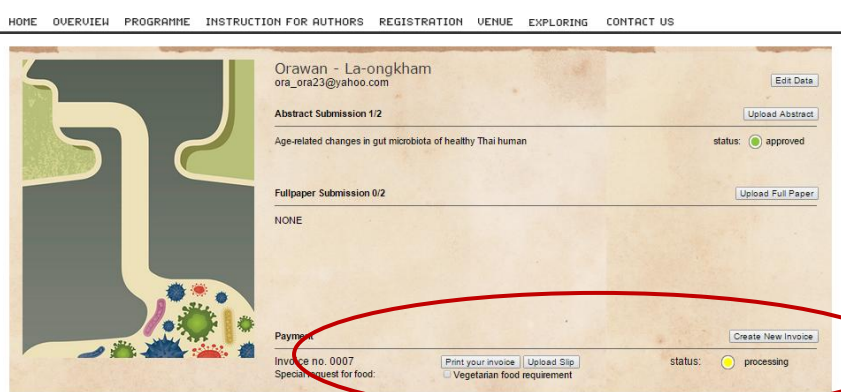 HOME OVERVIEW PROGRAMME INSTRUCTION FOR AUTHORS REGISTRATION VENUE EXPLORING CONTACT US
Orawan - La-ongkham
ora_ora23@yahoo.com
Edit Data
Abstract Submission 1/2
Upload Abstract
Age-related changes in gut microbiota of healthy Thai human
status: approved
Fullpaper Submission 0/2
Upload Full Paper
NONE
Payment
Create New Invoice
Invoice no. 0007
Print your invoice
Upload Slip
status: processing
Special request for food:
Vegetarian food requirement